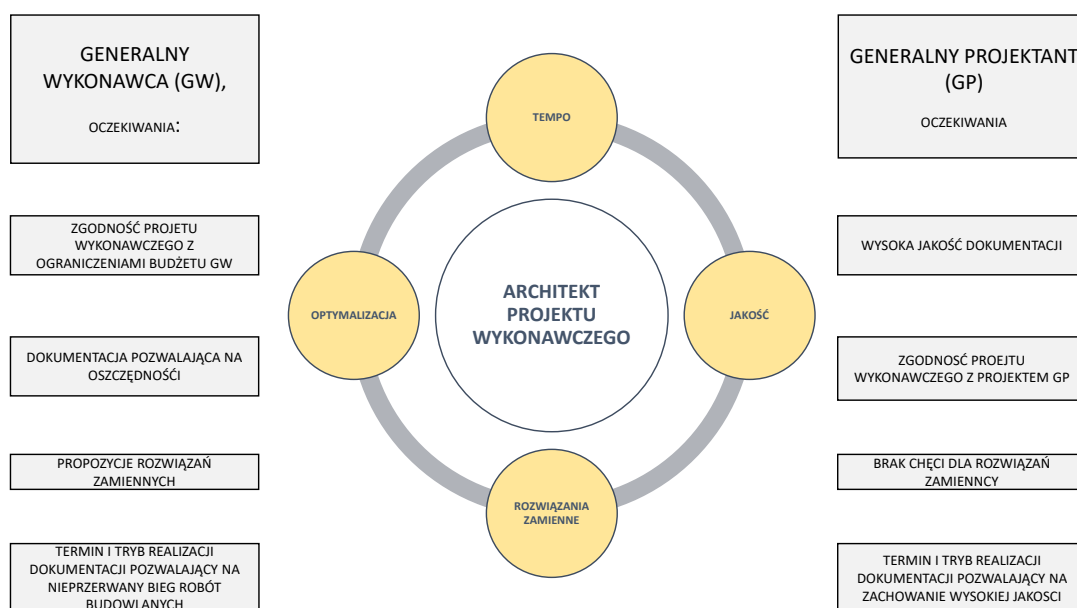 GENERALNY
WYKONAWCA (GW),
OCZEKIWANIA:
ZGODNOŚĆ PROJETU
WYKONAWCZEGO Z
OGRANICZENIAMI BUDŻETU GW
DOKUMENTACJA POZWALAJĄCA NA
OSZCZĘDNOŚĆI
PROPOZYCJE ROZWIĄZAŃ
ZAMIENNYCH
TERMIN I TRYB REALIZACJI
DOKUMENTACJI POZWALAJĄCY NA
NIEPRZERWANY BIEG ROBÓT
BUDOWLANYCH
TEMPO
OPTYMALIZACJA
ARCHITEKT
PROJEKTU
WYKONAWCZEGO
JAKOŚĆ
ROZWIĄZANIA
ZAMIENNE
GENERALNY PROJEKTANT
(GP)
OCZEKIWANIA
WYSOKA JAKOŚĆ DOKUMENTACJI
ZGODNOSĆ PROEJTU
WYKONAWCZEGO Z PROJEKTEM GP
BRAK CHĘCI DLA ROZWIĄZAŃ
ZAMIENNCY
TERMIN I TRYB REALIZACJI
DOKUMENTACJI POZWALAJĄCY NA
ZACHOWANIE WYSOKIEJ JAKOSCI